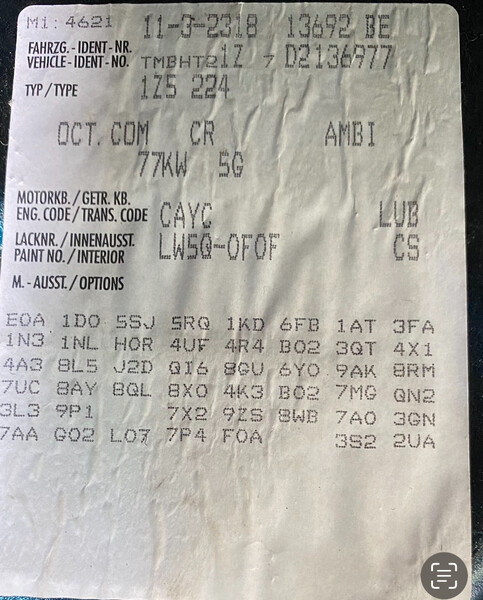 Mi: 4621 11-3-2318 13692 BE
FAHRZG.-IDENT-NR.
VEHICLE-IDENT-NO. TMBHT21Z 7 D2136977
TYP/TYPE 1Z5 224
OCT. COM CR AMBI
77KW 5G
MOTORKB./GETR. KB.
ENG. CODE/TRANS. CODE CAYC LUB
LACKNR./INNENAUSST. LW5Q-0F0F CS
PAINT NO./INTERIOR
M.-AUSST./OPTIONS
E0A 1D0 5SJ 5RQ 1KD 6FB 1AT 3FA
1N3 1NL H0R 4UF 4R4 B02 3QT 4X1
4A3 8L5 J2D QI6 8GU 6Y0 9AK 8RM
7UC 8AY 8QL 8X0 4K3 B02 7MG QN2
3L3 9P1 7X2 9ZS 8WB 7A0 3GN
7AA G02 L07 7P4 F0A 3S2 2UA